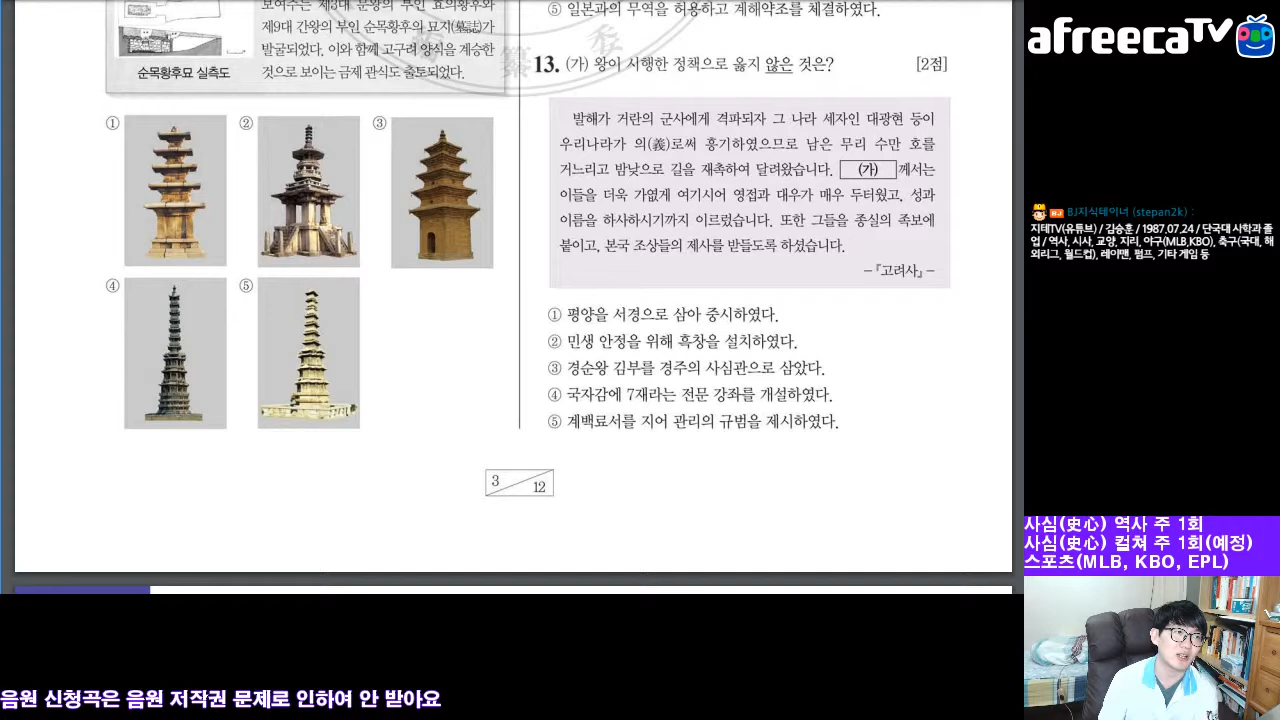 보여주는 제3대 문왕의 부인 효의황후와
제9대 간왕의 부인 순목황후의 묘지(墓誌)가
발굴되었다. 이와 함께 고구려 양식을 계승한
것으로 보이는 금제 관식도 출토되었다.
순목황후묘 실측도
①
②
③
④
⑤
3
12
⑤ 일본과의 무역을 허용하고 계해약조를 체결하였다.
13. (가) 왕이 시행한 정책으로 옳지 않은 것은? [2점]
발해가 거란의 군사에게 격파되자 그 나라 세자인 대광현 등이
우리나라가 의(義)로써 흥기하였으므로 남은 무리 수만 호를
거느리고 밤낮으로 길을 재촉하여 달려왔습니다. (가) 께서는
이들을 더욱 가엾게 여기시어 영접과 대우가 매우 두터웠고, 성과
이름을 하사하시기까지 이르렀습니다. 또한 그들을 종실의 족보에
붙이고, 본국 조상들의 제사를 받들도록 하셨습니다.
-『고려사』-
① 평양을 서경으로 삼아 중시하였다.
② 민생 안정을 위해 흑창을 설치하였다.
③ 경순왕 김부를 경주의 사심관으로 삼았다.
④ 국자감에 7재라는 전문 강좌를 개설하였다.
⑤ 계백료서를 지어 관리의 규범을 제시하였다.
afreecaTV
BJ BJ지식테이너 (stepan2k) :
지테TV(유튜브) / 김승훈 / 1987.07.24 / 단국대 사학과 졸
업 / 역사, 시사, 교양, 지리, 야구(MLB,KBO), 축구(국대, 해
외리그, 월드컵), 레이맨, 펌프, 기타 게임 등
사심(史心) 역사 주 1회
사심(史心) 컬쳐 주 1회(예정)
스포츠(MLB, KBO, EPL)
음원 신청곡은 음원 저작권 문제로 인하여 안 받아요